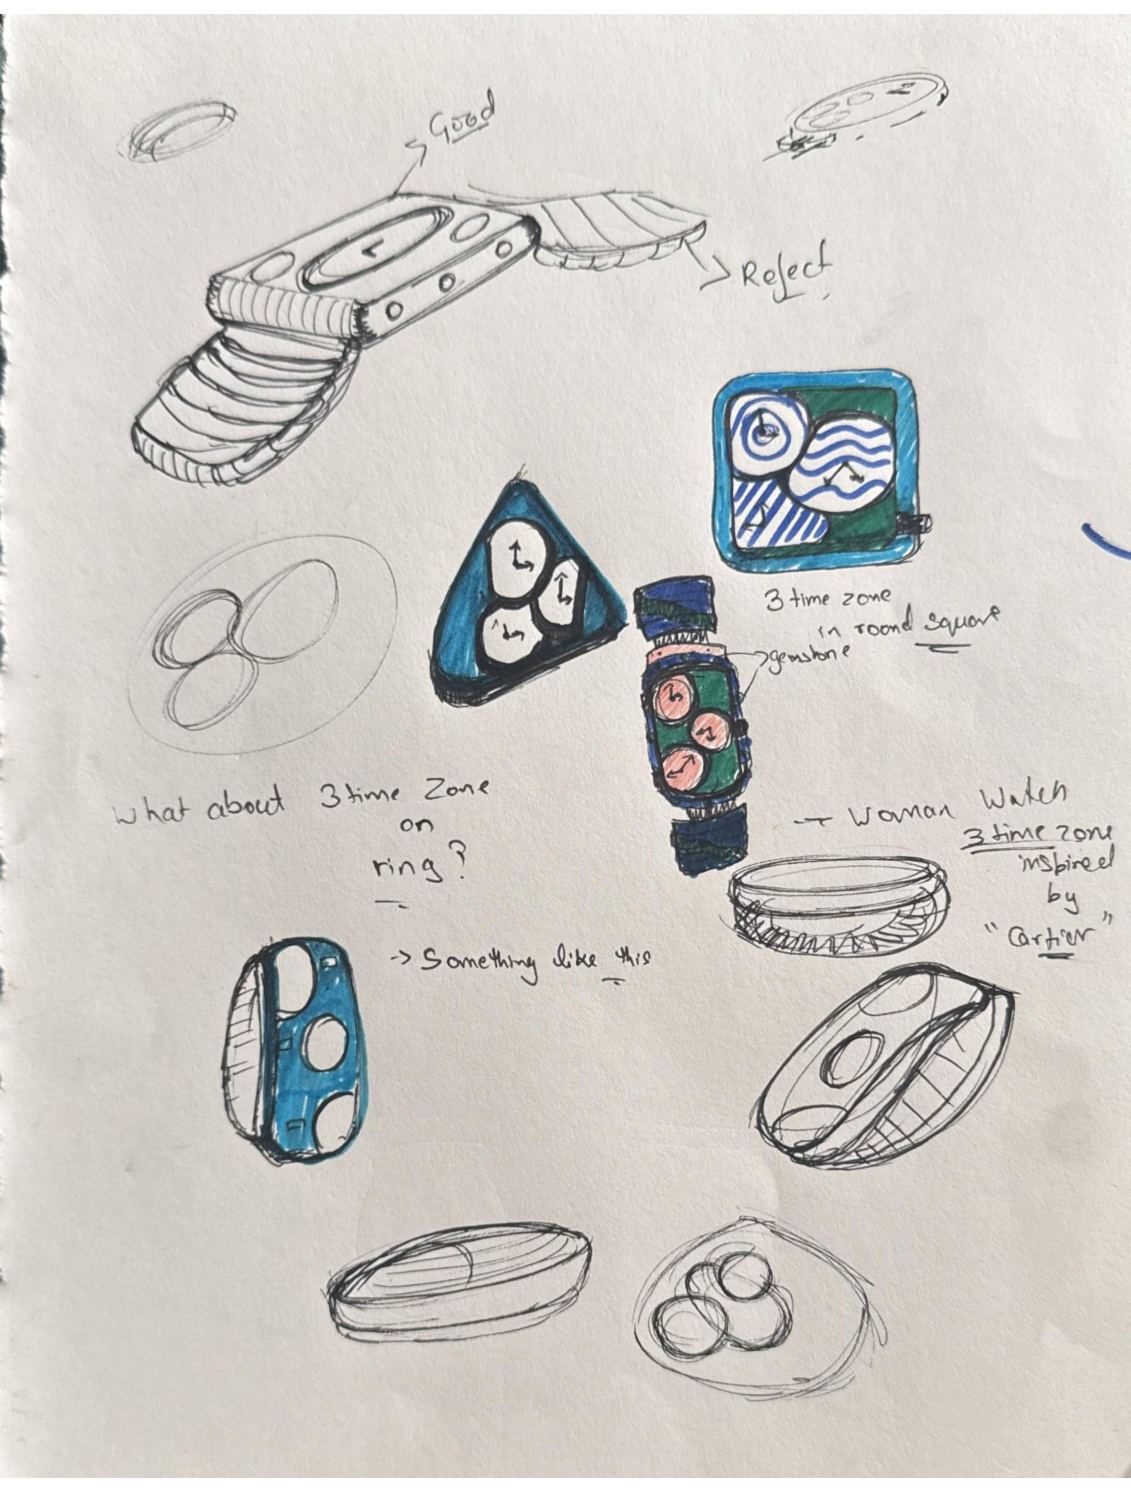 Good
Reject
3 time zone
in roond square
gemstone
what about 3 time Zone
on
ring?
Woman Watch
3 time zone
inspired
by
"Cartier"
-> Something like this